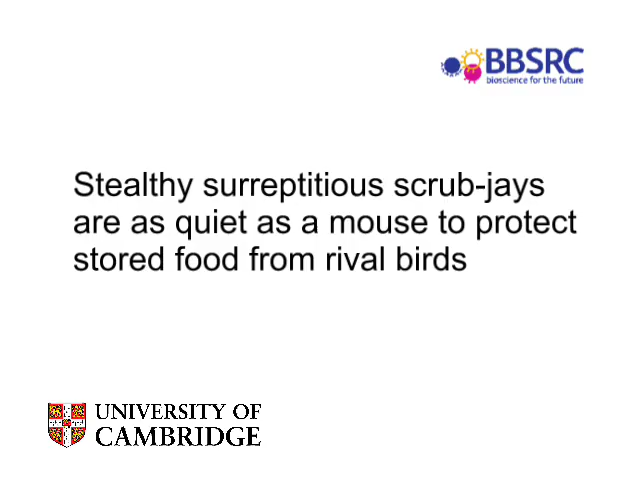 BBSRC
bioscience for the future
Stealthy surreptitious scrub-jays
are as quiet as a mouse to protect
stored food from rival birds
UNIVERSITY OF
CAMBRIDGE